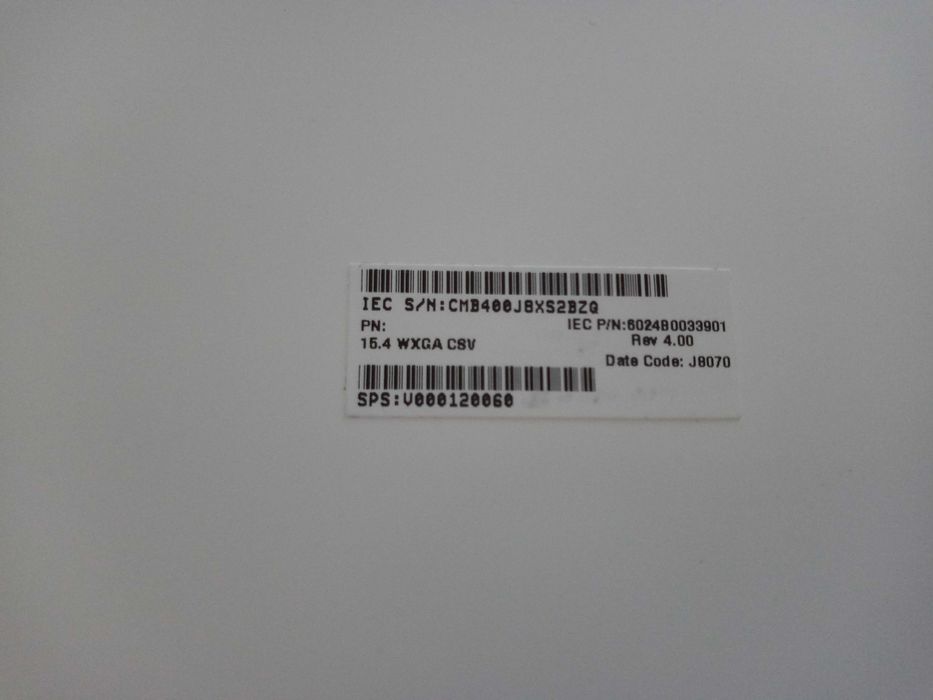 IEC S/N:CMB400J8XS2BZQ
PN:
IEC P/N:6024B0033901
15.4 WXGA CSV
Rev 4.00
Date Code: J8070
SPS:V000120060